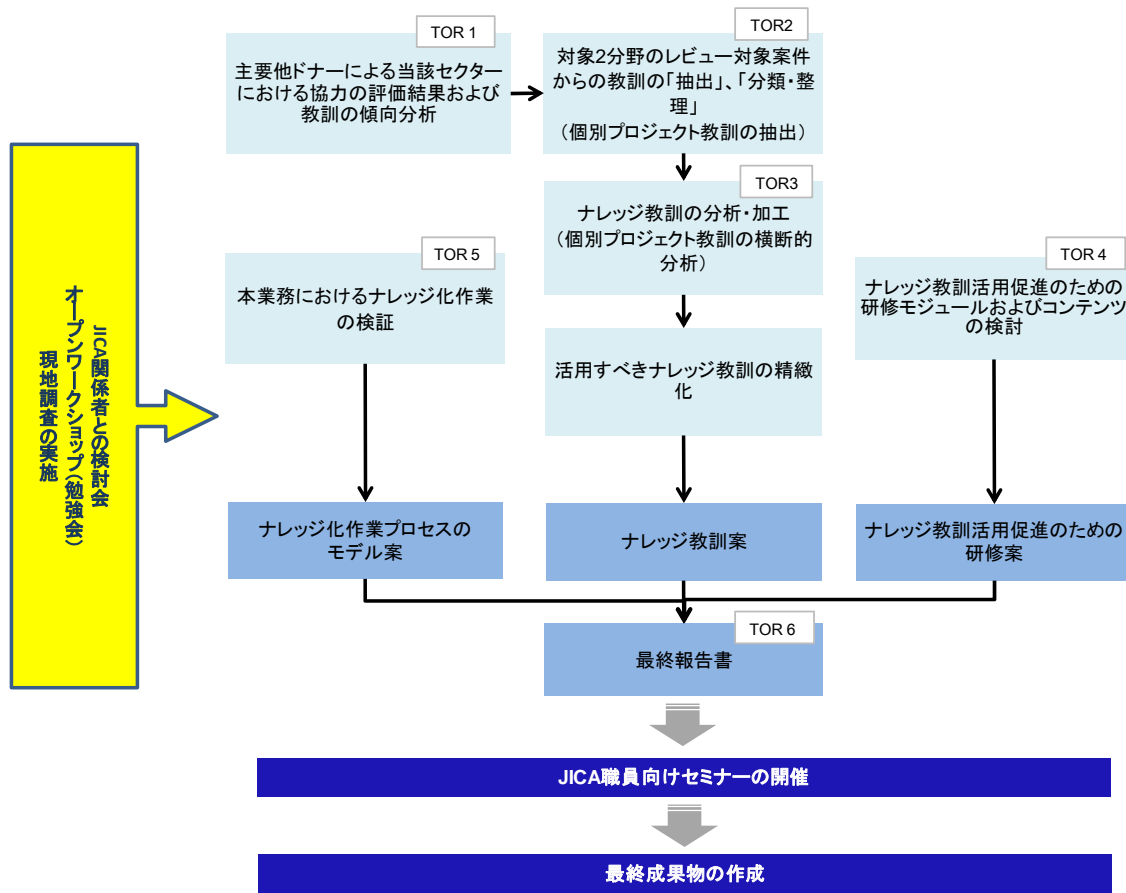 TOR 1
主要他ドナーによる当該セクター
における協力の評価結果および
教訓の傾向分析
TOR2
対象2分野のレビュー対象案件
からの教訓の「抽出」、「分類・整
理」
（個別プロジェクト教訓の抽出）
TOR3
ナレッジ教訓の分析・加工
（個別プロジェクト教訓の横断的
分析）
TOR 5
本業務におけるナレッジ化作業
の検証
TOR 4
ナレッジ教訓活用促進のための
研修モジュールおよびコンテンツ
の検討
活用すべきナレッジ教訓の精緻
化
JICA関係者との検討会
オープンワークショップ（勉強会）
現地調査の実施
ナレッジ化作業プロセスの
モデル案
ナレッジ教訓案
ナレッジ教訓活用促進のための
研修案
TOR 6
最終報告書
JICA職員向けセミナーの開催
最終成果物の作成